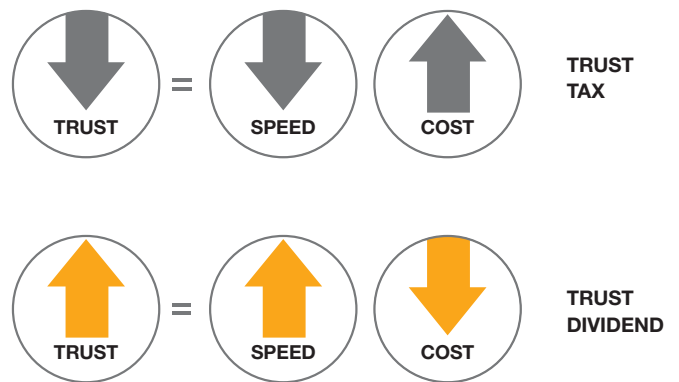 TRUST = SPEED COST
TRUST
TAX
TRUST = SPEED COST
TRUST
DIVIDEND